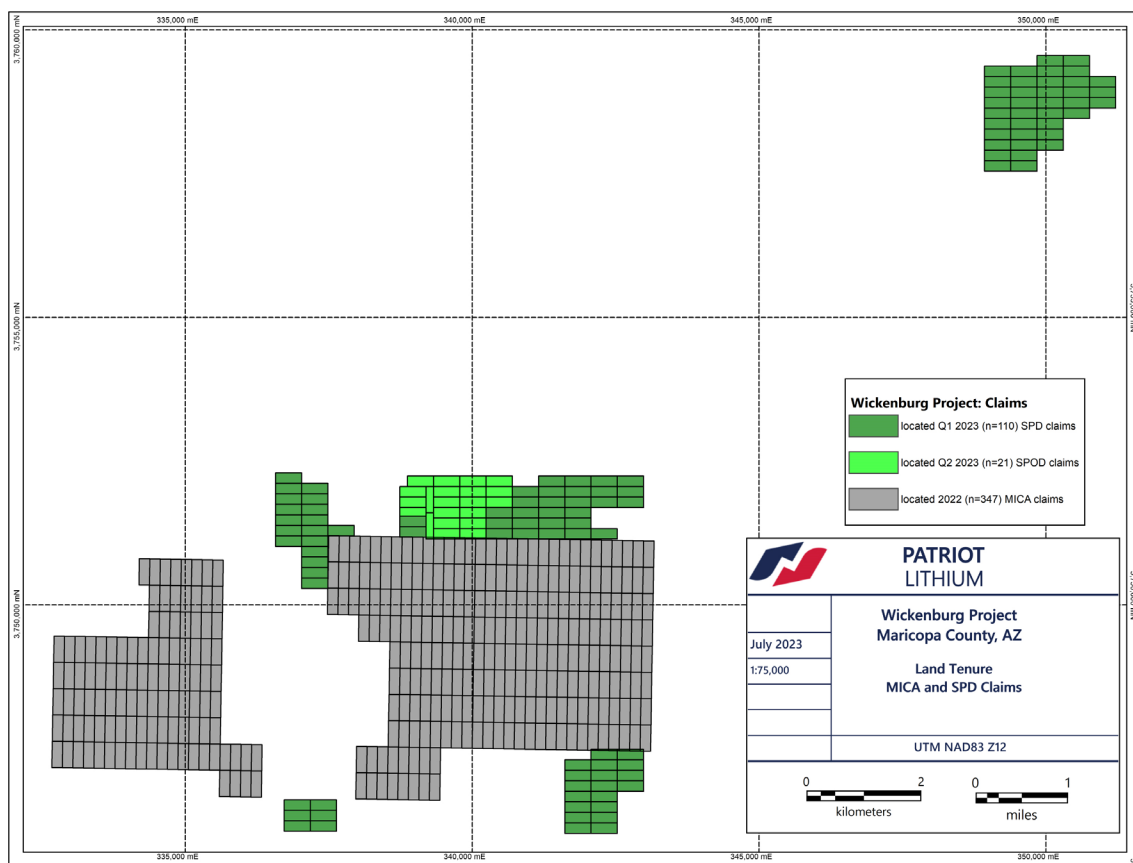 335,000 mE
340,000 mE
345,000 mE
350,000 mE
3,760,000 mN
3,755,000 mN
3,750,000 mN
Wickenburg Project: Claims
located Q1 2023 (n=110) SPD claims
located Q2 2023 (n=21) SPOD claims
located 2022 (n=347) MICA claims
PATRIOT
LITHIUM
Wickenburg Project
Maricopa County, AZ
July 2023
1:75,000
Land Tenure
MICA and SPD Claims
UTM NAD83 Z12
0
2
kilometers
0
1
miles
335,000 mE
340,000 mE
345,000 mE
350,000 mE